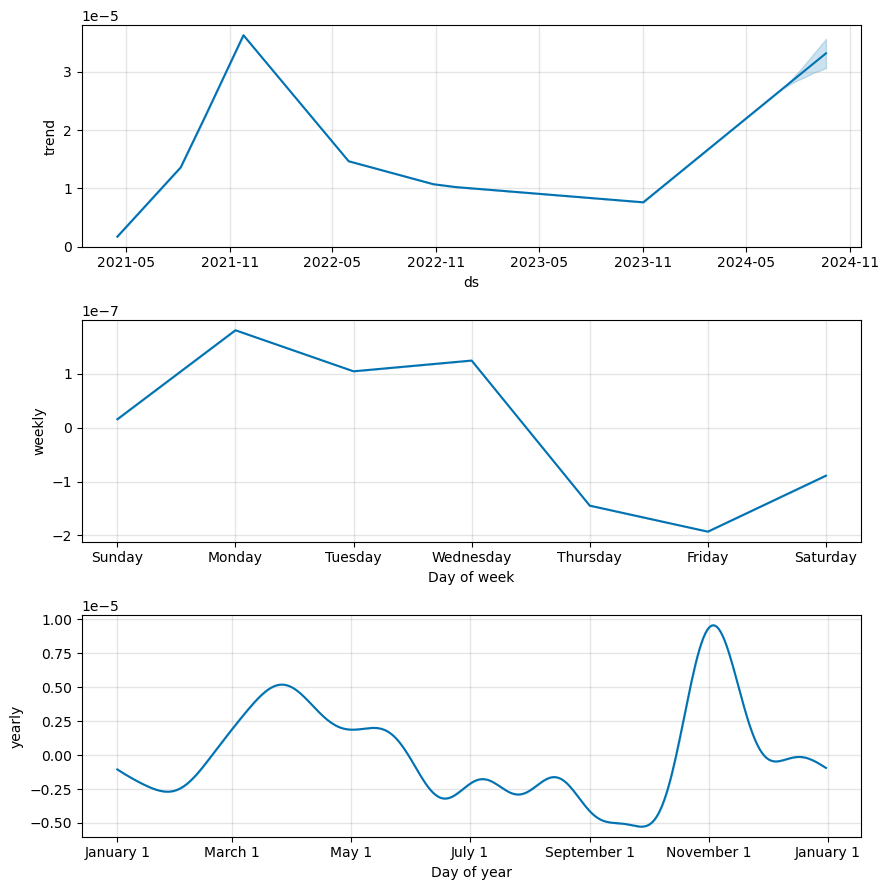 1e−5
3
2
1
0
trend
2021-05 2021-11 2022-05 2022-11 2023-05 2023-11 2024-05 2024-11
ds
1e−7
1
0
−1
−2
weekly
Sunday Monday Tuesday Wednesday Thursday Friday Saturday
Day of week
1e−5
1.00
0.75
0.50
0.25
0.00
−0.25
−0.50
yearly
January 1 March 1 May 1 July 1 September 1 November 1 January 1
Day of year